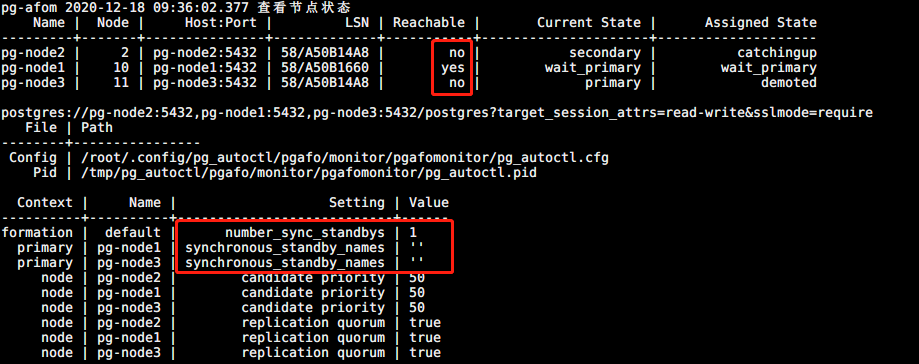 pg-afom 2020-12-18 09:36:02.377 查看节点状态
    Name |  Node |      Host:Port |         LSN | Reachable |       Current State |      Assigned State
---------+-------+----------------+-------------+-----------+---------------------+--------------------
pg-node2 |     2 |  pg-node2:5432 | 58/A50B14A8 |        no |           secondary |          catchingup
pg-node1 |    10 |  pg-node1:5432 | 58/A50B1660 |       yes |        wait_primary |        wait_primary
pg-node3 |    11 |  pg-node3:5432 | 58/A50B14A8 |        no |             primary |             demoted
postgres://pg-node2:5432,pg-node1:5432,pg-node3:5432/postgres?target_session_attrs=read-write&sslmode=require
   File | Path
--------+----------------
 Config | /root/.config/pg_autoctl/pgafo/monitor/pgafomonitor/pg_autoctl.cfg
    Pid | /tmp/pg_autoctl/pgafo/monitor/pgafomonitor/pg_autoctl.pid
  Context |     Name |                   Setting | Value
----------+----------+---------------------------+------
formation |  default |      number_sync_standbys | 1
  primary | pg-node1 | synchronous_standby_names | ''
  primary | pg-node3 | synchronous_standby_names | ''
     node | pg-node2 |        candidate priority | 50
     node | pg-node1 |        candidate priority | 50
     node | pg-node3 |        candidate priority | 50
     node | pg-node2 |        replication quorum | true
     node | pg-node1 |        replication quorum | true
     node | pg-node3 |        replication quorum | true